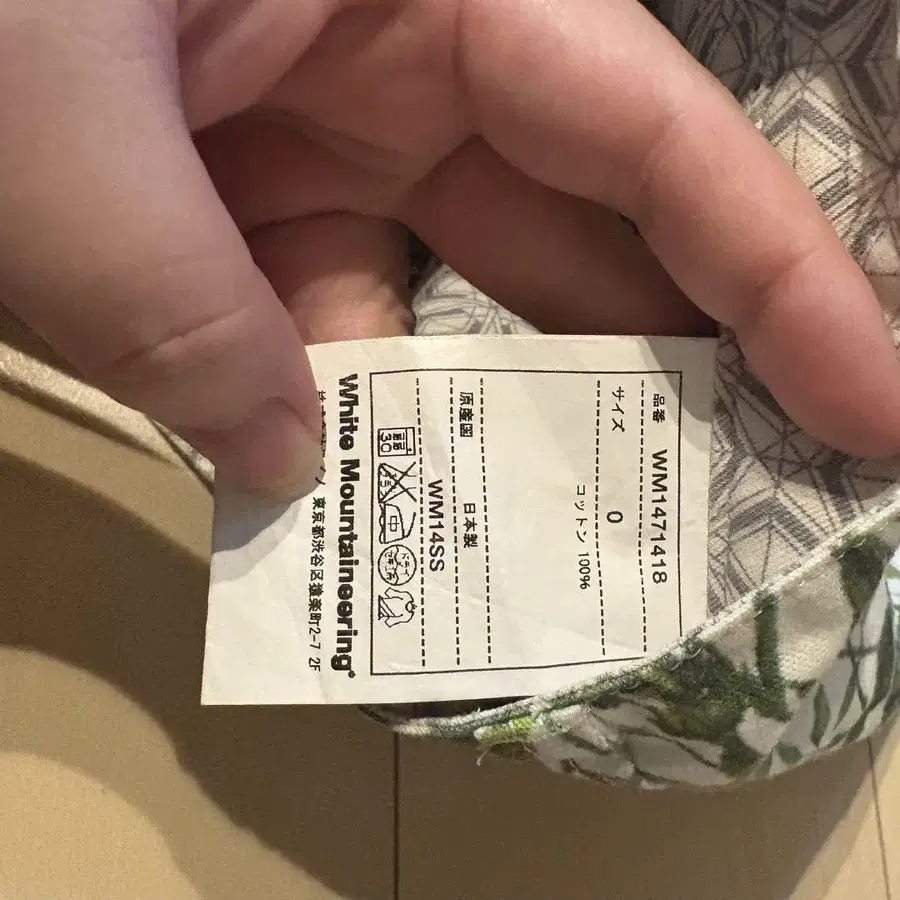 品番 WM1471418
サイズ 0
コットン 100%
原産国 日本製
WM14SS
30
White Mountaineering®
東京都渋谷区猿楽町2-7 2F